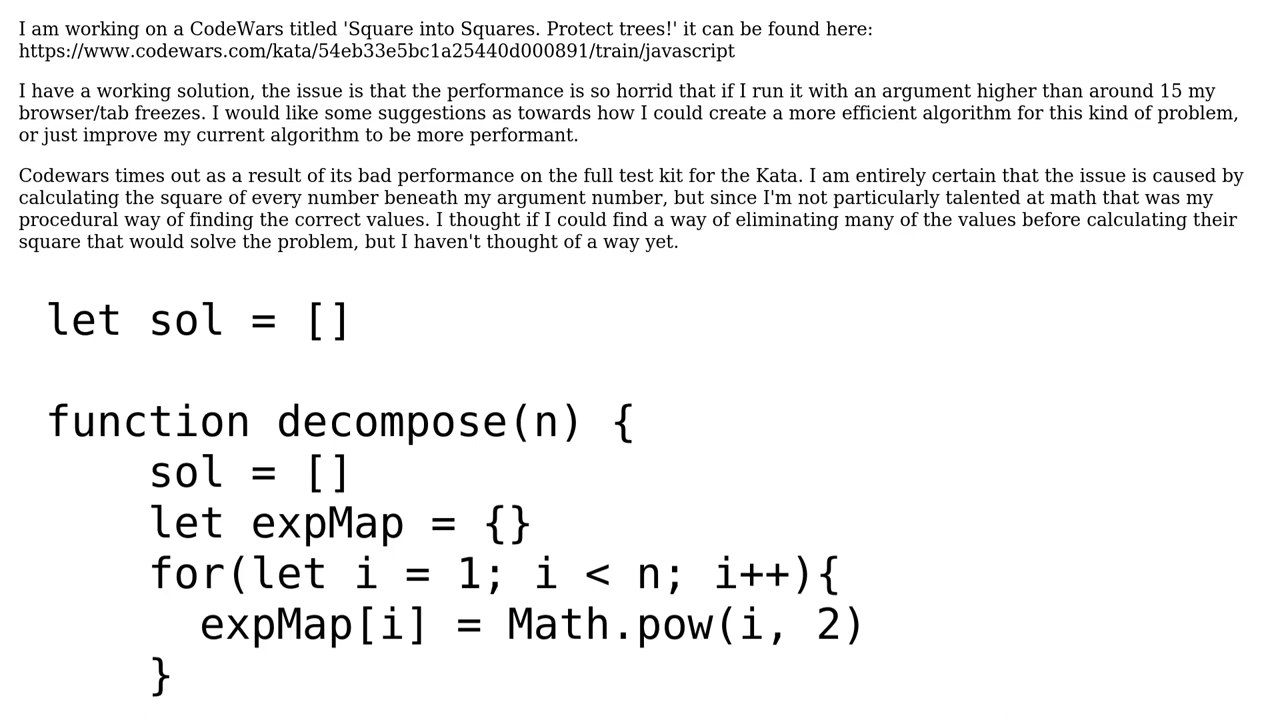 I am working on a CodeWars titled 'Square into Squares. Protect trees!' it can be found here:
https://www.codewars.com/kata/54eb33e5bc1a25440d000891/train/javascript
I have a working solution, the issue is that the performance is so horrid that if I run it with an argument higher than around 15 my
browser/tab freezes. I would like some suggestions as towards how I could create a more efficient algorithm for this kind of problem,
or just improve my current algorithm to be more performant.
Codewars times out as a result of its bad performance on the full test kit for the Kata. I am entirely certain that the issue is caused by
calculating the square of every number beneath my argument number, but since I'm not particularly talented at math that was my
procedural way of finding the correct values. I thought if I could find a way of eliminating many of the values before calculating their
square that would solve the problem, but I haven't thought of a way yet.
let sol = []
function decompose(n) {
    sol = []
    let expMap = {}
    for(let i = 1; i < n; i++){
      expMap[i] = Math.pow(i, 2)
    }